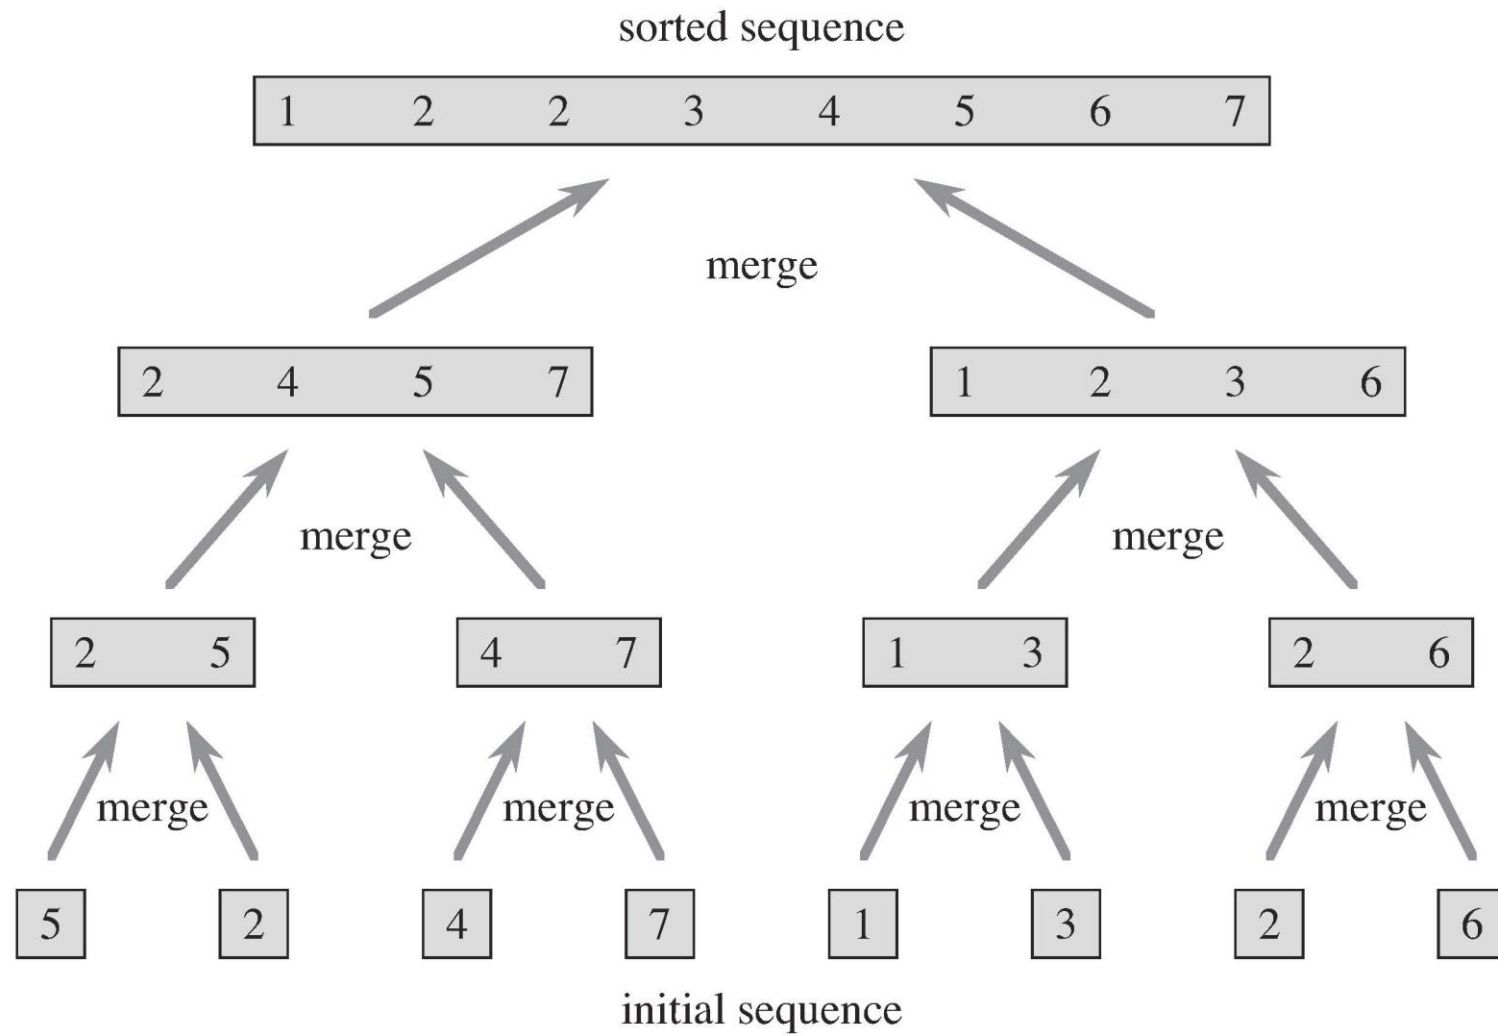 sorted sequence
1 2 2 3 4 5 6 7
merge
2 4 5 7 1 2 3 6
merge merge
2 5 4 7 1 3 2 6
merge merge merge merge
5 2 4 7 1 3 2 6
initial sequence